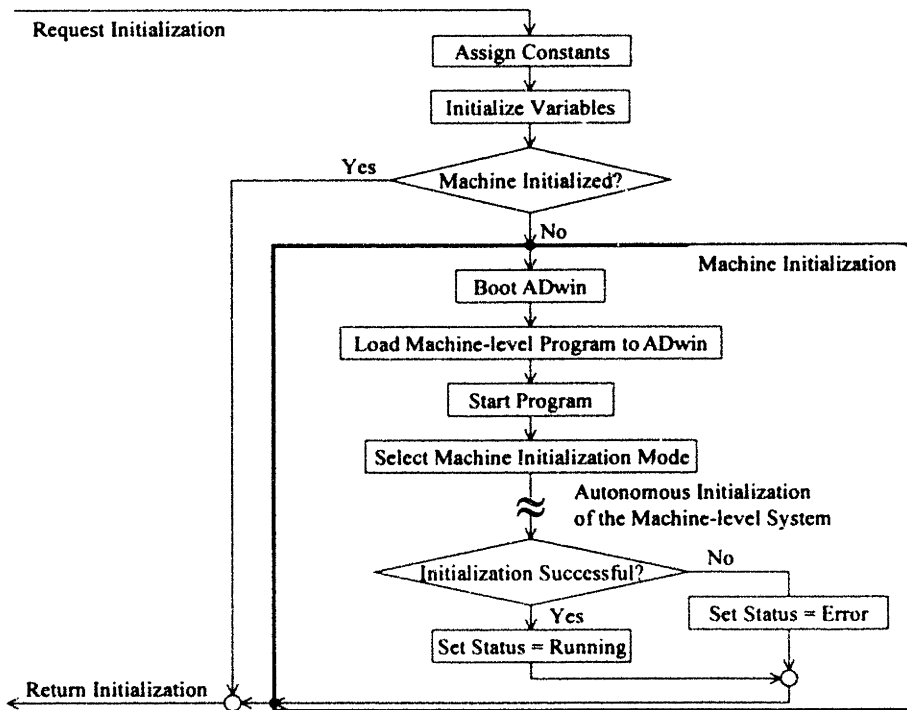 Request Initialization
Assign Constants
Initialize Variables
Yes
Machine Initialized?
No
Machine Initialization
Boot ADwin
Load Machine-level Program to ADwin
Start Program
Select Machine Initialization Mode
Autonomous Initialization
of the Machine-level System
Initialization Successful?
No
Yes
Set Status = Error
Set Status = Running
Return Initialization